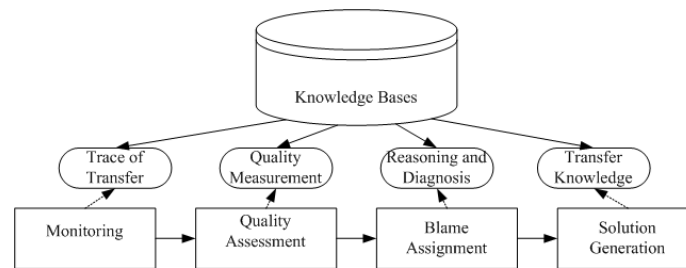 Knowledge Bases
Trace of
Transfer
Quality
Measurement
Reasoning and
Diagnosis
Transfer
Knowledge
Monitoring
Quality
Assessment
Blame
Assignment
Solution
Generation